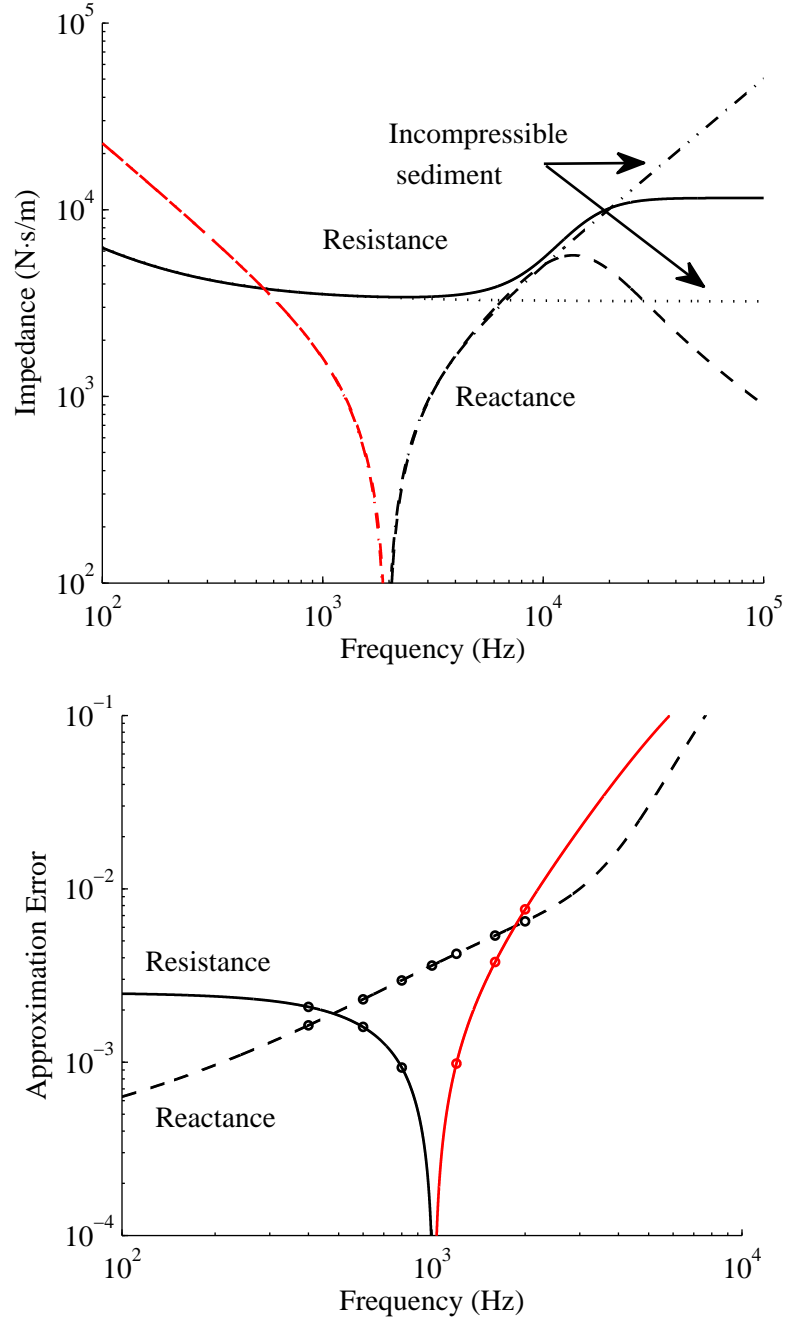 10^5
Incompressible
sediment
10^4
Resistance
Impedance (N·s/m)
10^3
Reactance
10^2
10^2 10^3 10^4 10^5
Frequency (Hz)
10^-1
10^-2
Approximation Error
Resistance
10^-3
Reactance
10^-4
10^2 10^3 10^4
Frequency (Hz)